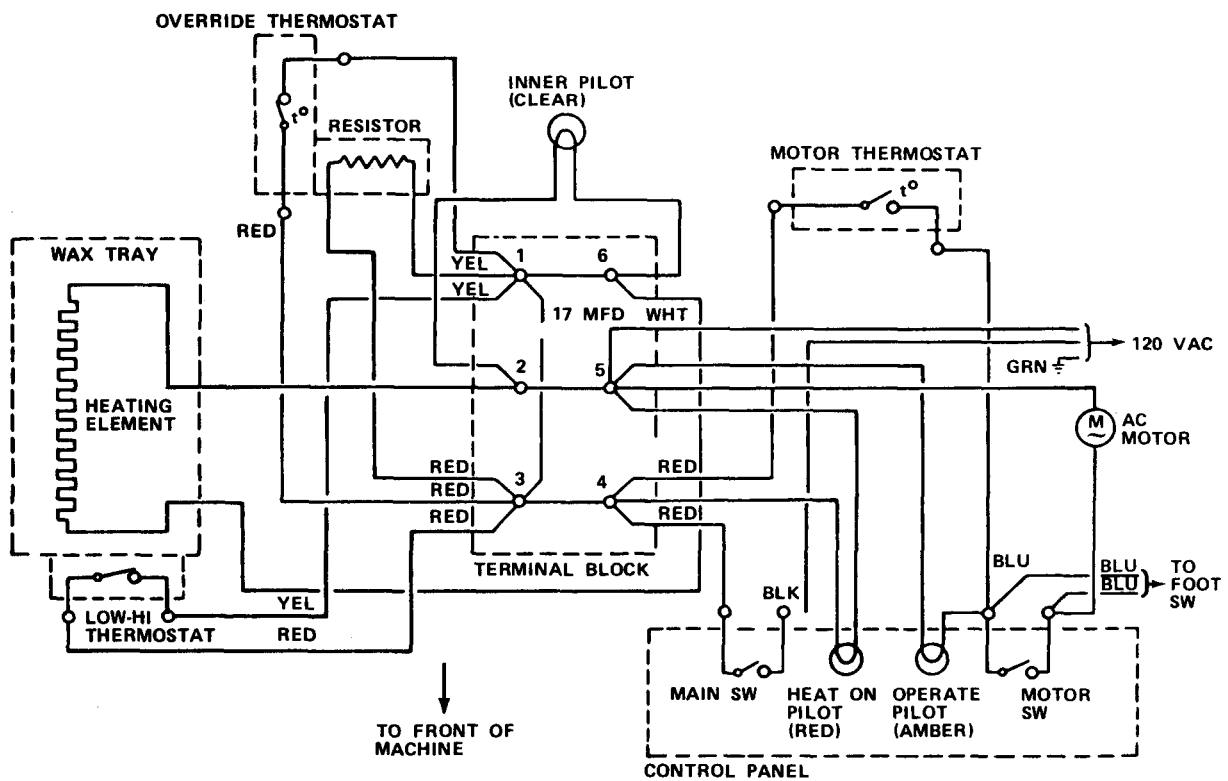 OVERRIDE THERMOSTAT
INNER PILOT
(CLEAR)
t°
RESISTOR
MOTOR THERMOSTAT
t°
RED
WAX TRAY
1
6
YEL
YEL
17 MFD
WHT
2
5
120 VAC
GRN
HEATING
ELEMENT
M
AC
MOTOR
RED
RED
RED
3
4
RED
RED
TERMINAL BLOCK
BLU
BLU
BLU
TO
FOOT
SW
LOW-HI
THERMOSTAT
YEL
RED
BLK
MAIN SW
HEAT ON
PILOT
(RED)
OPERATE
PILOT
(AMBER)
MOTOR
SW
TO FRONT OF
MACHINE
CONTROL PANEL